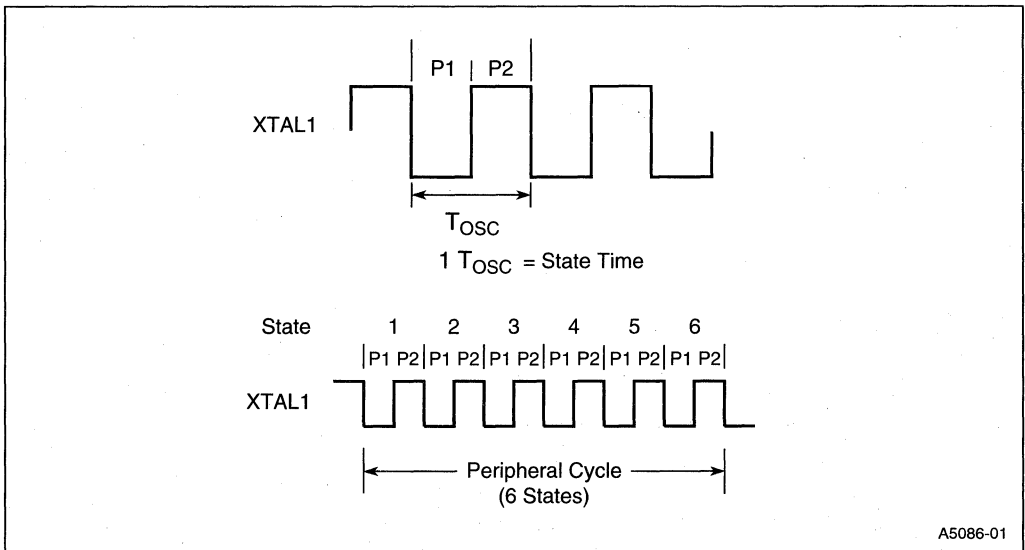 P1 | P2
XTAL1
TOSC
1 TOSC = State Time
State 1 2 3 4 5 6
|P1 P2|P1 P2|P1 P2|P1 P2|P1 P2|P1 P2|
XTAL1
Peripheral Cycle
(6 States)
A5086-01